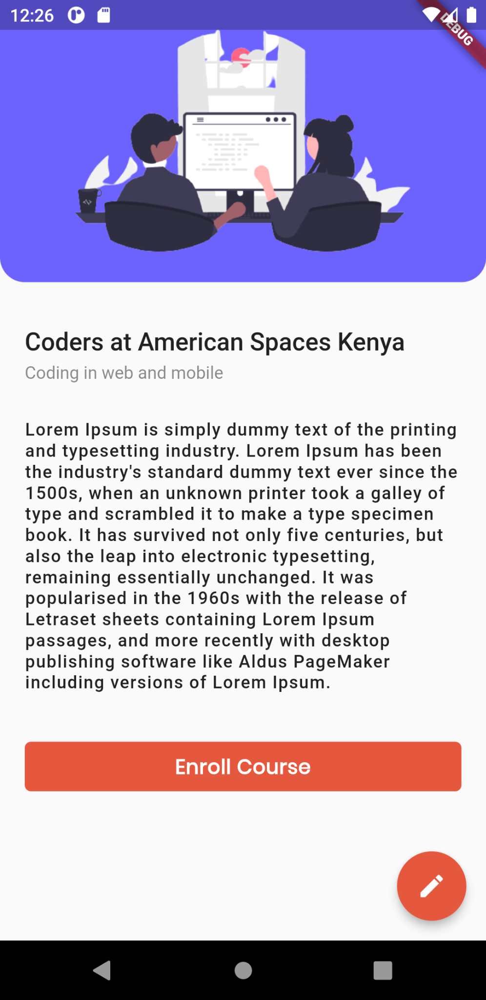 12:26
DEBUG
Coders at American Spaces Kenya
Coding in web and mobile
Lorem Ipsum is simply dummy text of the printing
and typesetting industry. Lorem Ipsum has been
the industry's standard dummy text ever since the
1500s, when an unknown printer took a galley of
type and scrambled it to make a type specimen
book. It has survived not only five centuries, but
also the leap into electronic typesetting,
remaining essentially unchanged. It was
popularised in the 1960s with the release of
Letraset sheets containing Lorem Ipsum
passages, and more recently with desktop
publishing software like Aldus PageMaker
including versions of Lorem Ipsum.
Enroll Course